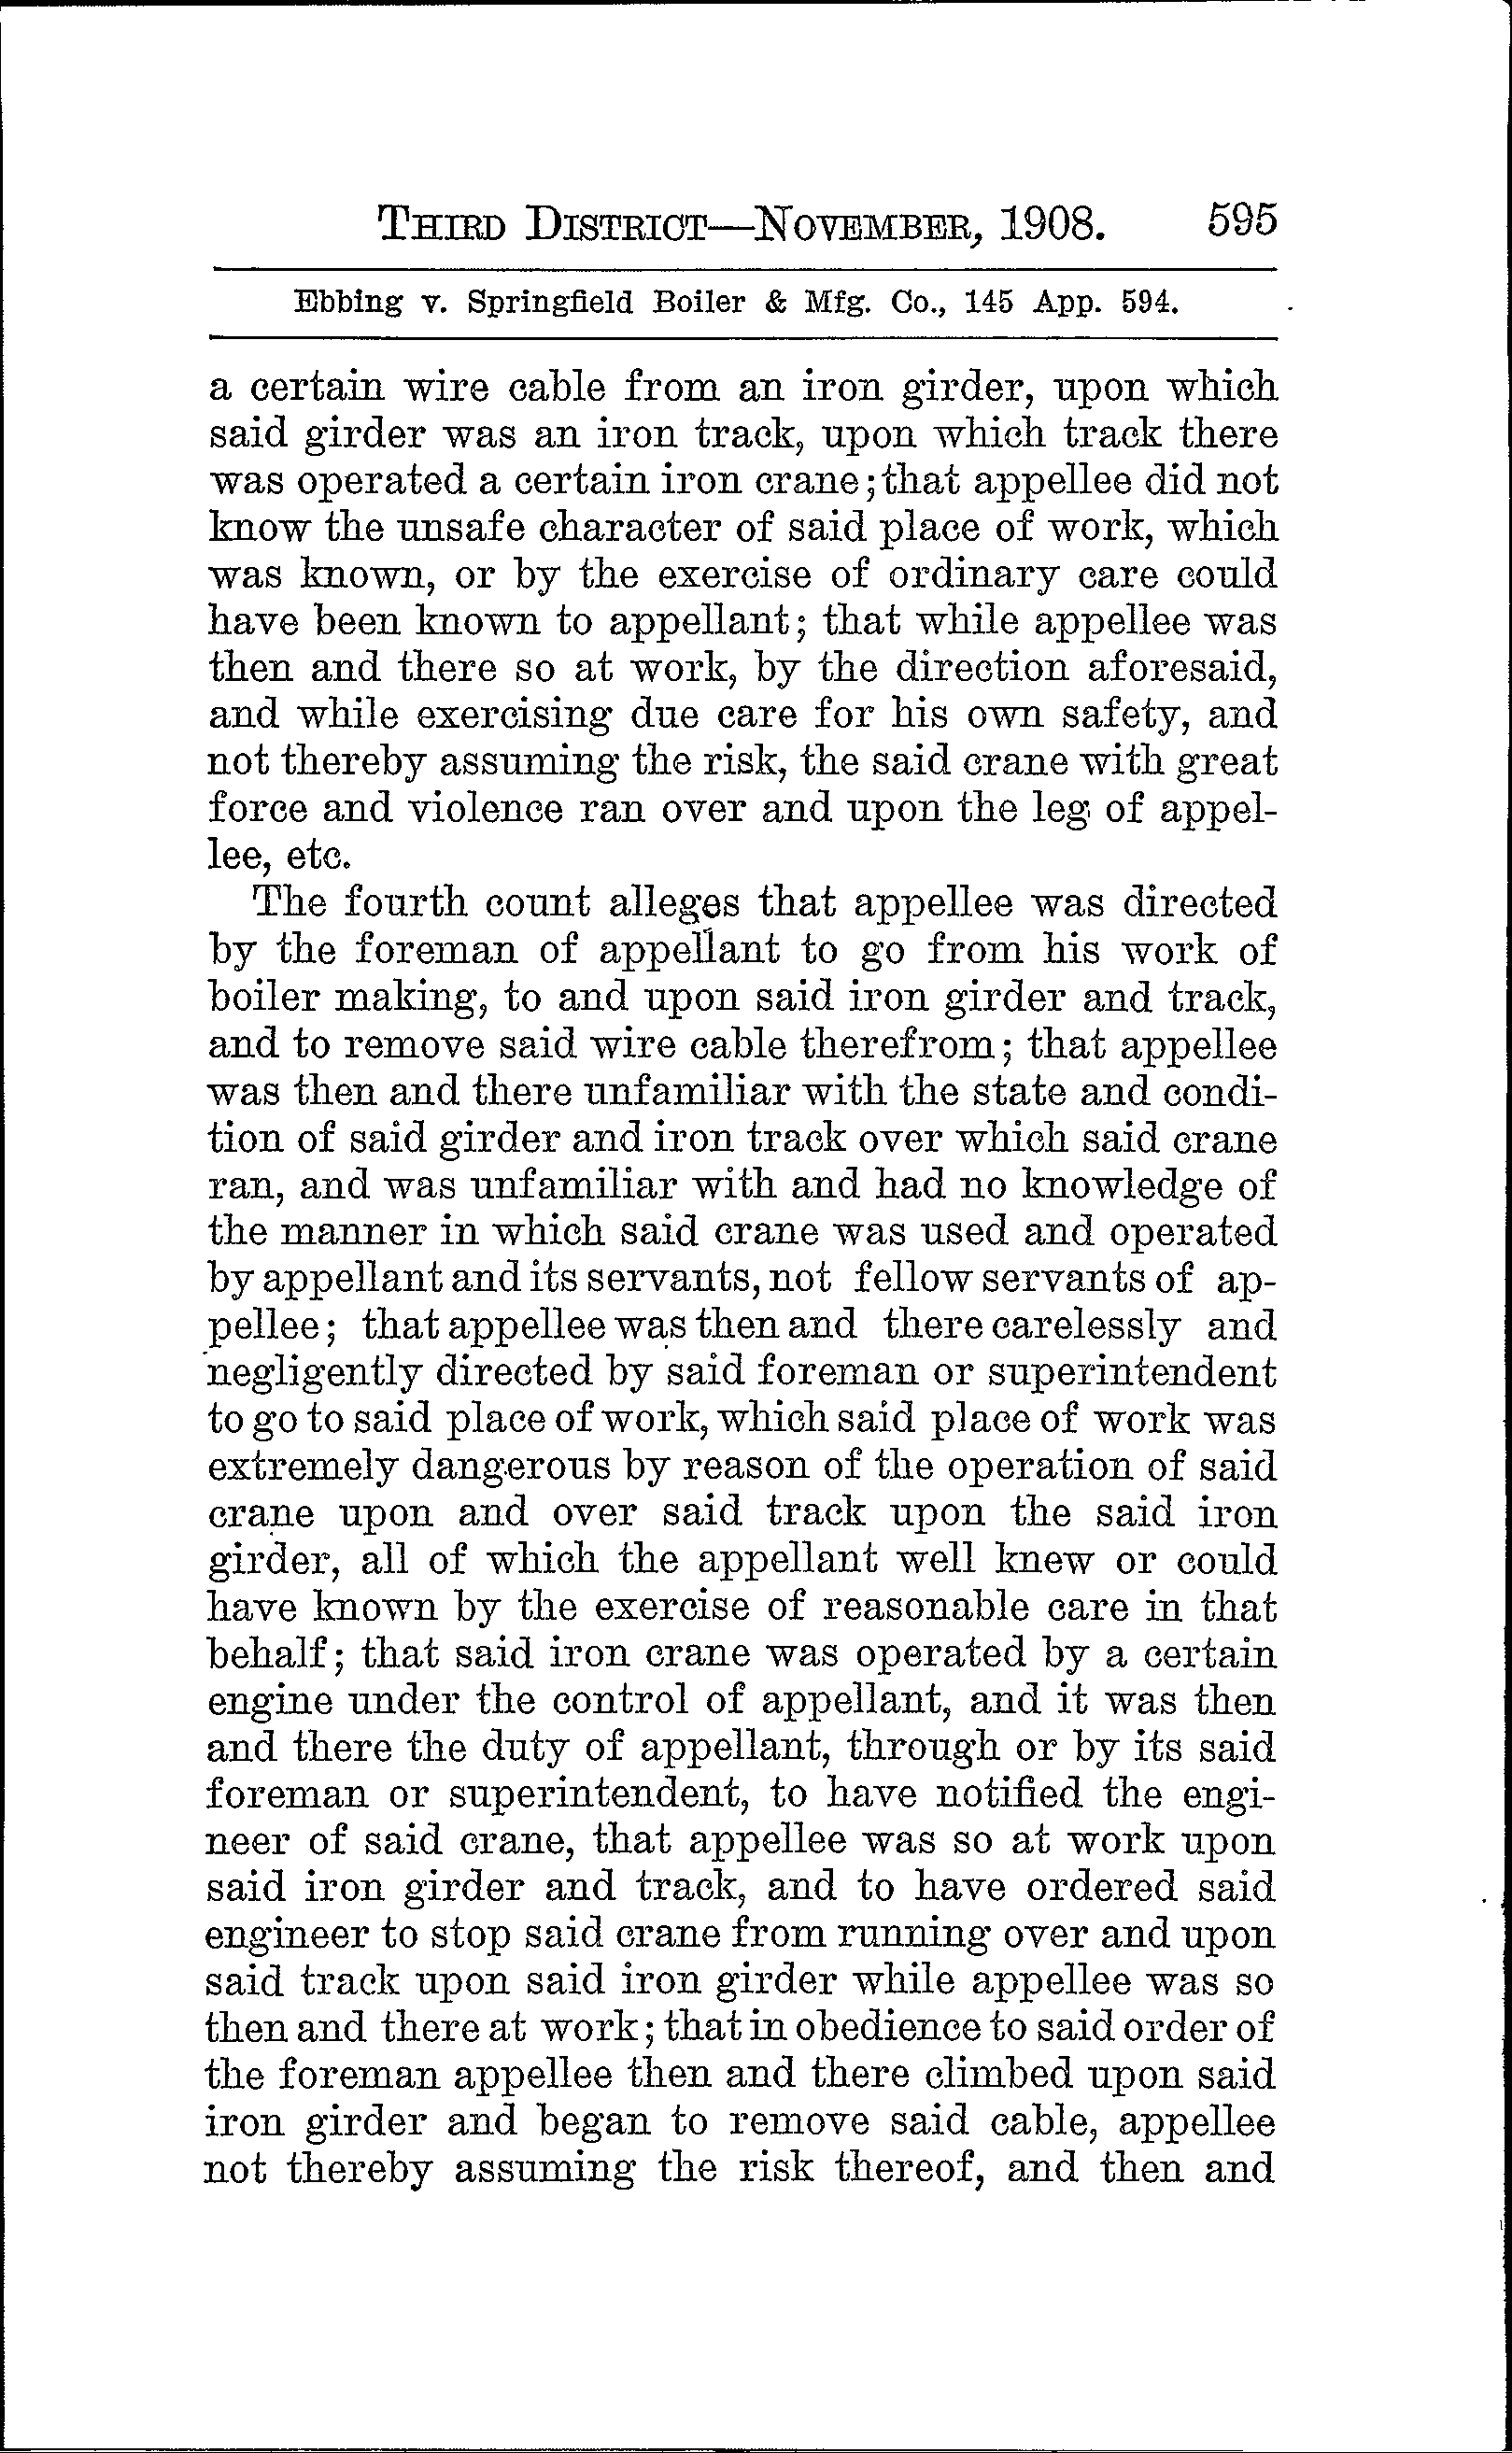 THIRD DISTRICT—NOVEMBER, 1908. 595
Ebbing v. Springfield Boiler & Mfg. Co., 145 App. 594.
a certain wire cable from an iron girder, upon which
said girder was an iron track, upon which track there
was operated a certain iron crane; that appellee did not
know the unsafe character of said place of work, which
was known, or by the exercise of ordinary care could
have been known to appellant; that while appellee was
then and there so at work, by the direction aforesaid,
and while exercising due care for his own safety, and
not thereby assuming the risk, the said crane with great
force and violence ran over and upon the leg of appel-
lee, etc.
The fourth count alleges that appellee was directed
by the foreman of appellant to go from his work of
boiler making, to and upon said iron girder and track,
and to remove said wire cable therefrom; that appellee
was then and there unfamiliar with the state and condi-
tion of said girder and iron track over which said crane
ran, and was unfamiliar with and had no knowledge of
the manner in which said crane was used and operated
by appellant and its servants, not fellow servants of ap-
pellee; that appellee was then and there carelessly and
negligently directed by said foreman or superintendent
to go to said place of work, which said place of work was
extremely dangerous by reason of the operation of said
crane upon and over said track upon the said iron
girder, all of which the appellant well knew or could
have known by the exercise of reasonable care in that
behalf; that said iron crane was operated by a certain
engine under the control of appellant, and it was then
and there the duty of appellant, through or by its said
foreman or superintendent, to have notified the engi-
neer of said crane, that appellee was so at work upon
said iron girder and track, and to have ordered said
engineer to stop said crane from running over and upon
said track upon said iron girder while appellee was so
then and there at work; that in obedience to said order of
the foreman appellee then and there climbed upon said
iron girder and began to remove said cable, appellee
not thereby assuming the risk thereof, and then and